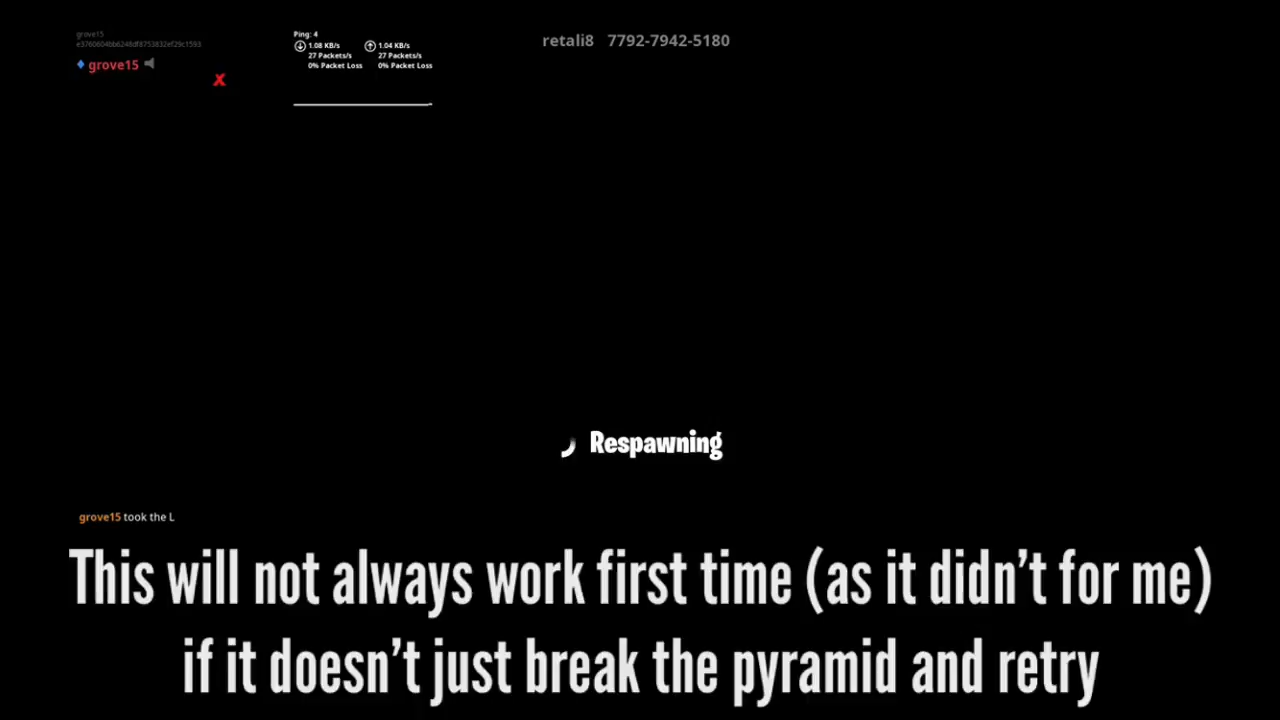 grove15
grove15
X
Ping: 4
1.08 KB/s 1.04 KB/s
27 Packets/s 27 Packets/s
0% Packet Loss 0% Packet Loss
retali8 7792-7942-5180
Respawning
grove15 took the L
This will not always work first time (as it didn't for me)
if it doesn't just break the pyramid and retry